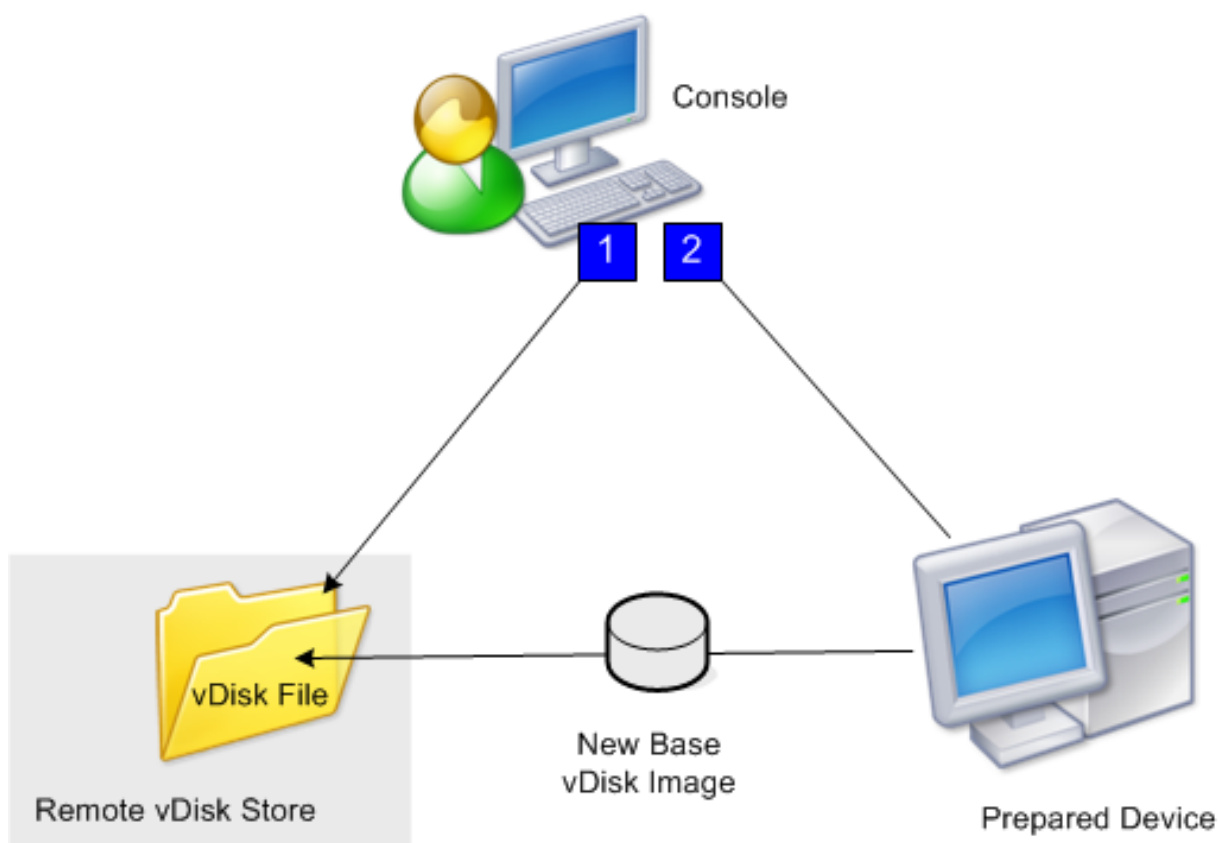 Console
1
2
vDisk File
New Base
vDisk Image
Remote vDisk Store
Prepared Device